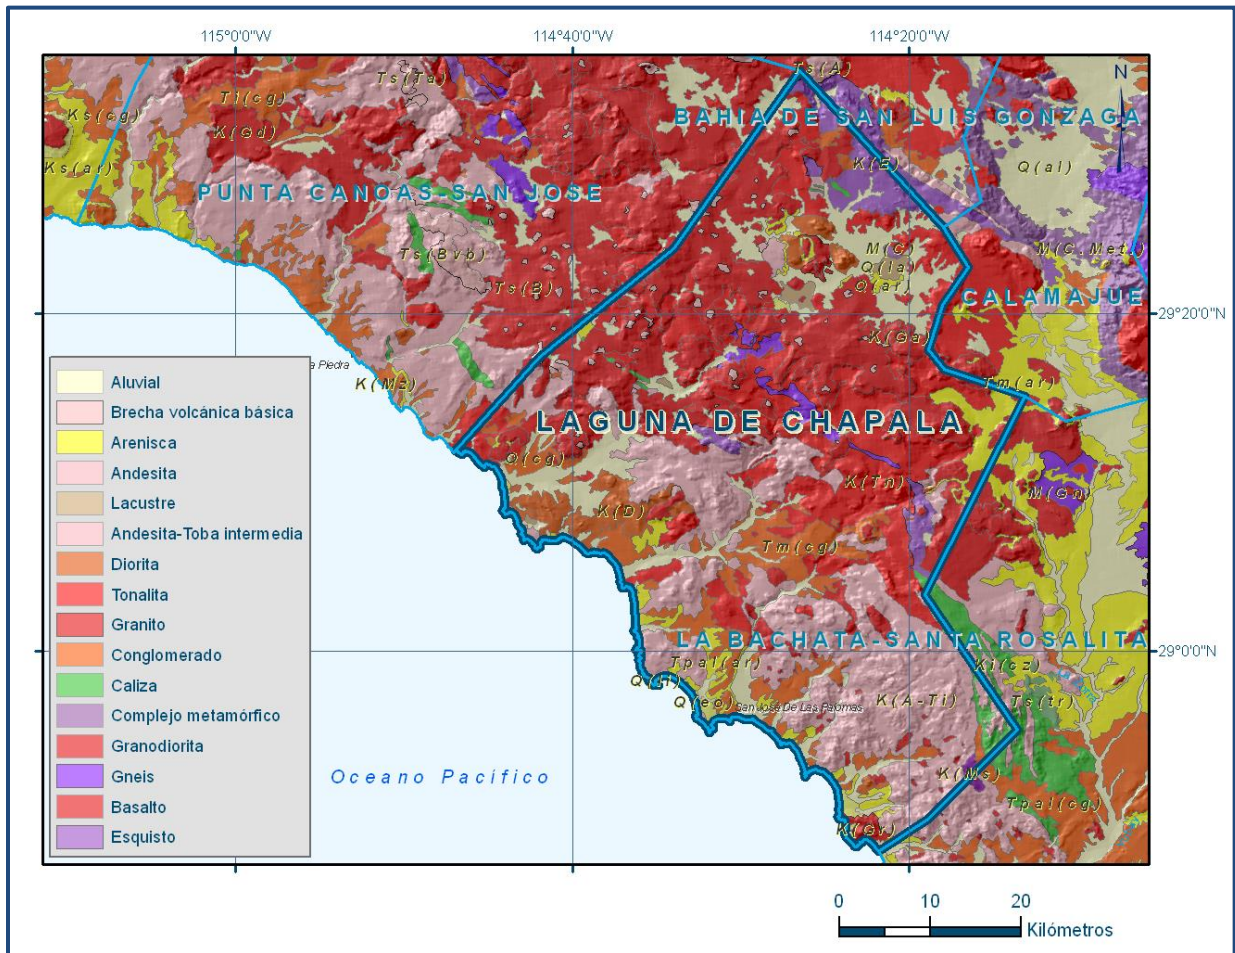 115°0'0"W
114°40'0"W
114°20'0"W
N
Ts(Ta)
Ts(A)
Ti(cg)
Ks(cg)
BAHIA DE SAN LUIS GONZAGA
K(Gd)
Ks(ar)
K(E)
Q(al)
PUNTA CANOAS-SAN JOSE
Ts(Bvb)
M(C)
M(C.Met.)
Q(la)
Ts(B)
Q(ar)
CALAMAJUE
29°20'0"N
K(Ga)
a Piedra
K(Mz)
Tm(ar)
LAGUNA DE CHAPALA
Q(cg)
K(Tn)
M(Gn)
K(D)
Tm(cg)
LA BACHATA-SANTA ROSALITA
29°0'0"N
Tpal(ar)
Ki(cz)
Q(li)
Q(eo)
San José De Las Palomas
K(A-Ti)
Ts(tr)
Oceano Pacífico
K(Ms)
Tpal(cg)
K(Gr)
Aluvial
Brecha volcánica básica
Arenisca
Andesita
Lacustre
Andesita-Toba intermedia
Diorita
Tonalita
Granito
Conglomerado
Caliza
Complejo metamórfico
Granodiorita
Gneis
Basalto
Esquisto
0 10 20
Kilómetros